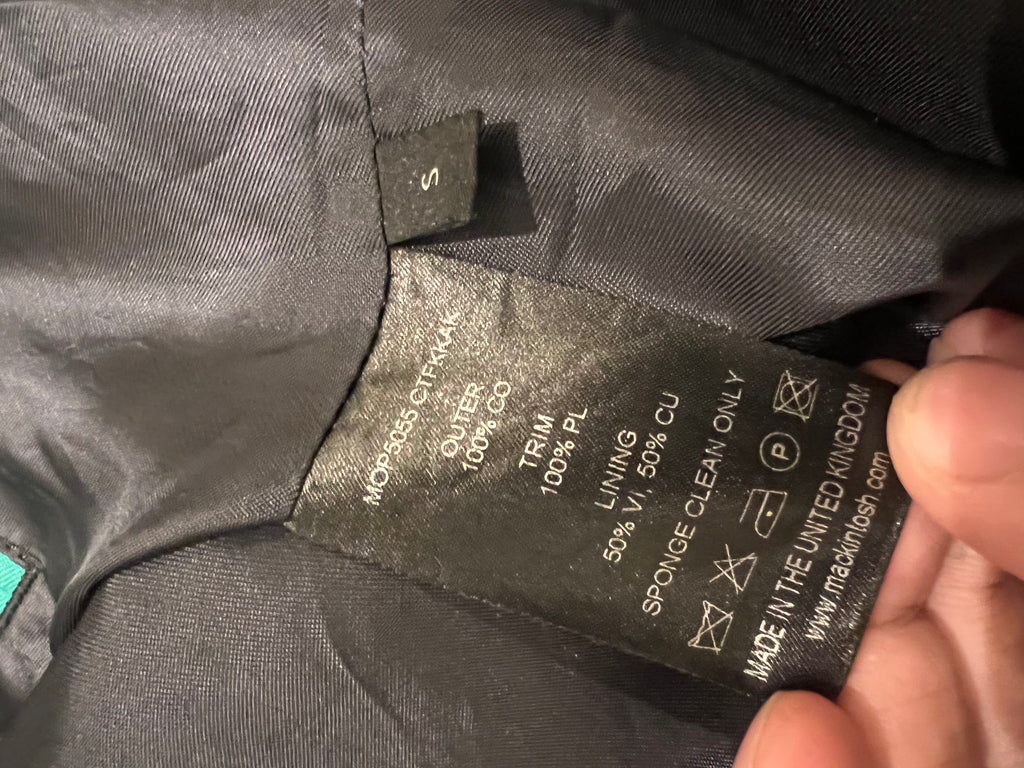 S
MOP5055 CTFKKAK
OUTER
100% CO
TRIM
100% PL
LINING
50% VI, 50% CU
SPONGE CLEAN ONLY
P
MADE IN THE UNITED KINGDOM
www.mackintosh.com